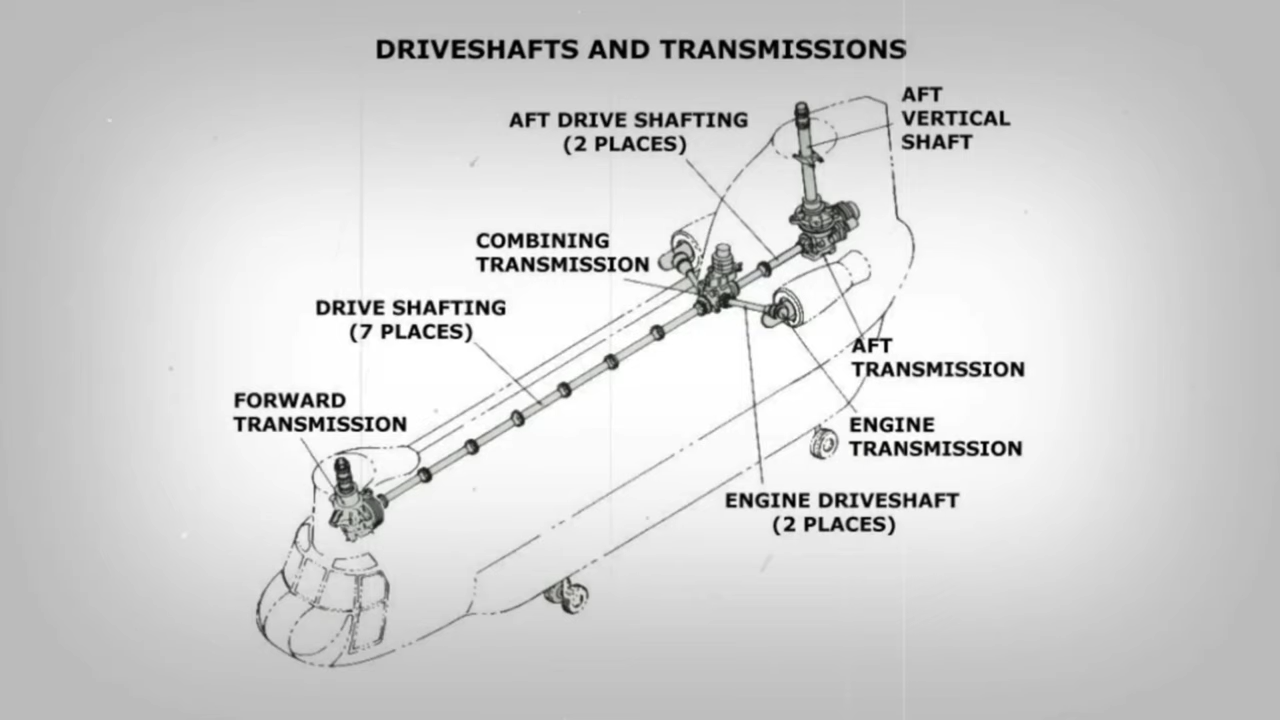 DRIVESHAFTS AND TRANSMISSIONS
AFT
VERTICAL
SHAFT
AFT DRIVE SHAFTING
(2 PLACES)
COMBINING
TRANSMISSION
DRIVE SHAFTING
(7 PLACES)
AFT
TRANSMISSION
FORWARD
TRANSMISSION
ENGINE
TRANSMISSION
ENGINE DRIVESHAFT
(2 PLACES)